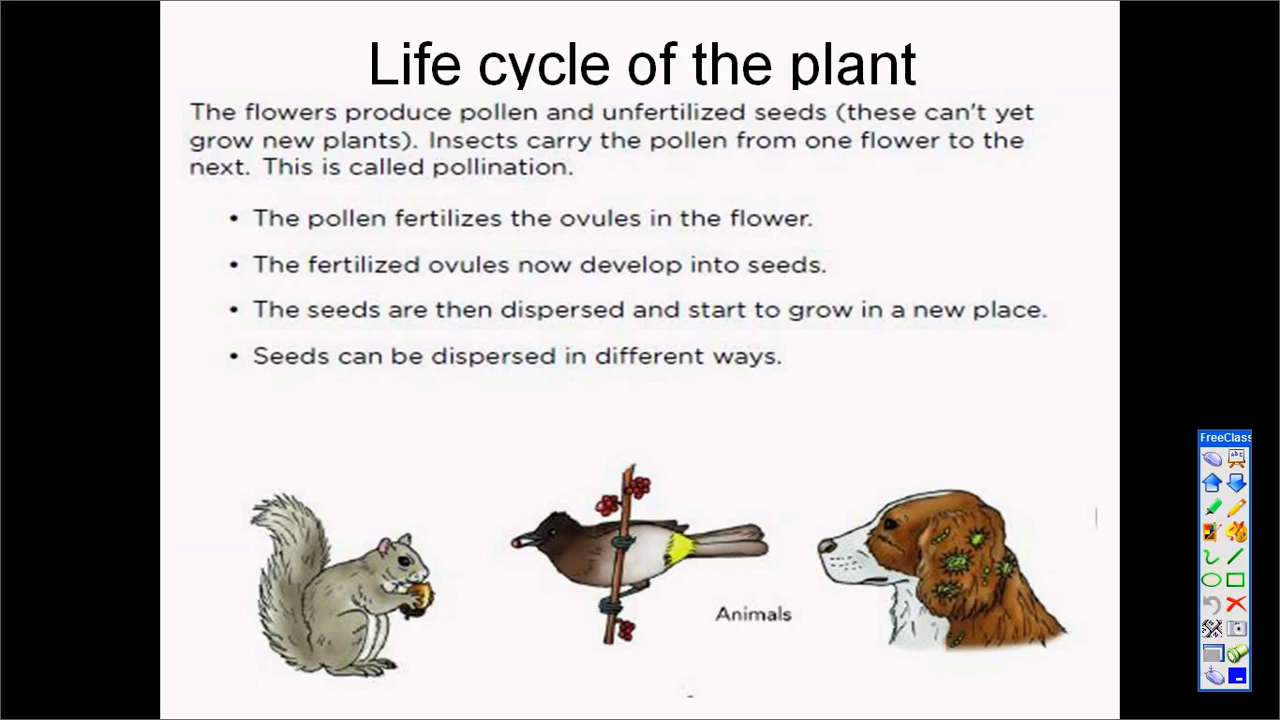 Life cycle of the plant
The flowers produce pollen and unfertilized seeds (these can't yet
grow new plants). Insects carry the pollen from one flower to the
next. This is called pollination.
• The pollen fertilizes the ovules in the flower.
• The fertilized ovules now develop into seeds.
• The seeds are then dispersed and start to grow in a new place.
• Seeds can be dispersed in different ways.
Animals
FreeClass